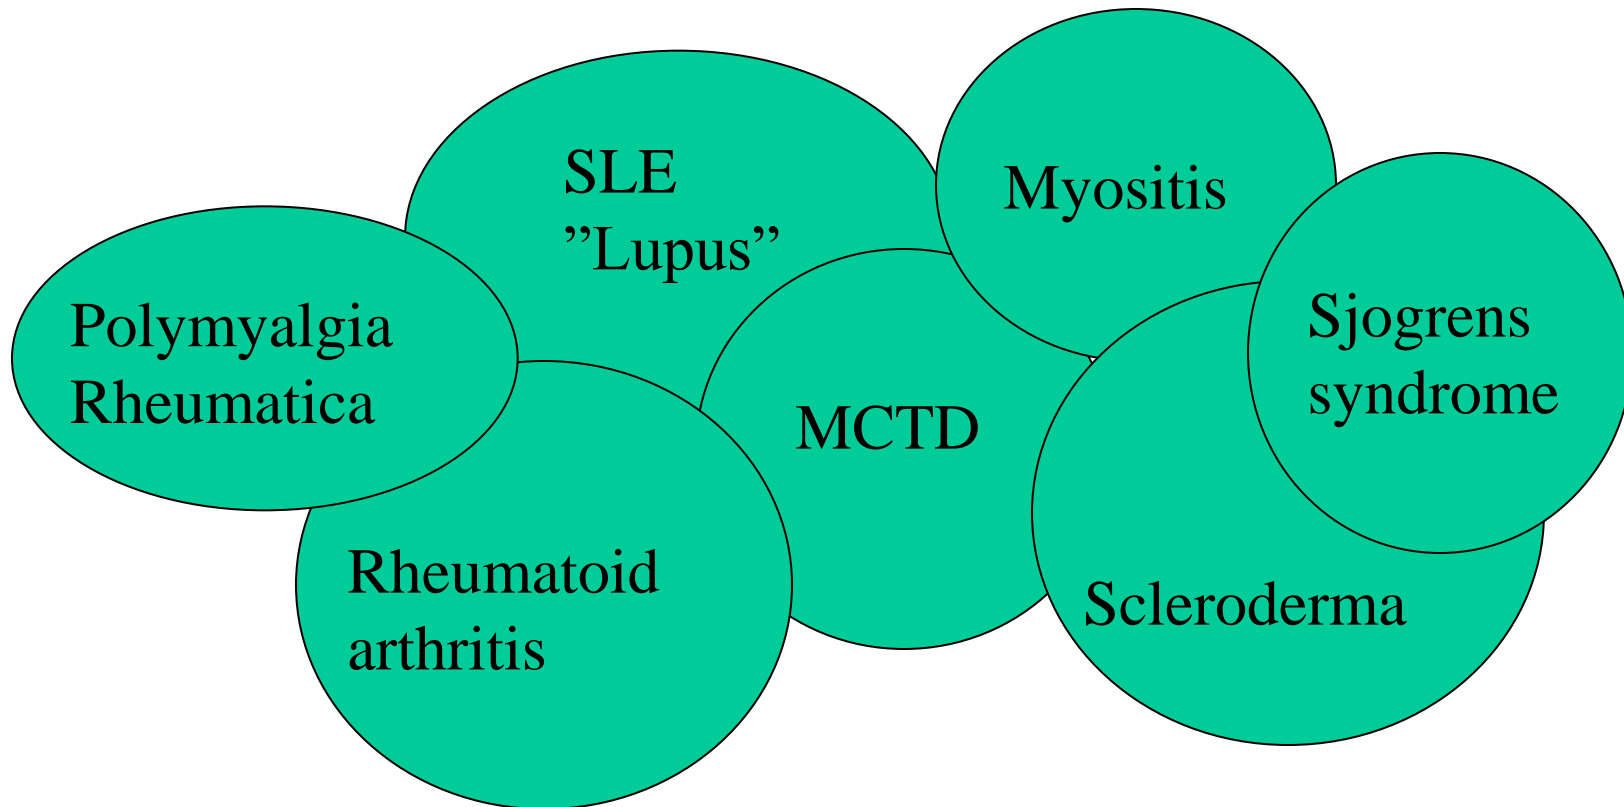 SLE
”Lupus”
Myositis
Polymyalgia
Rheumatica
Sjogrens
syndrome
MCTD
Rheumatoid
arthritis
Scleroderma